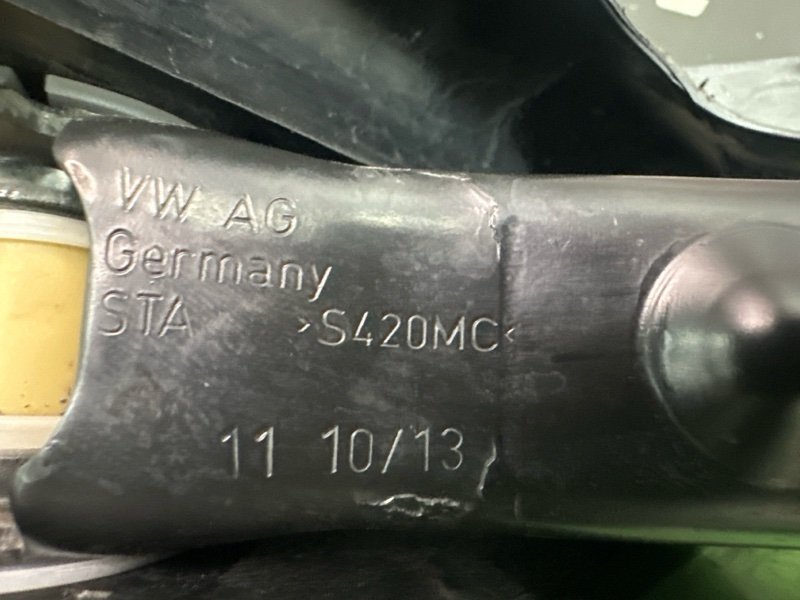 VW AG
Germany
STA >S420MC<
11 10/13